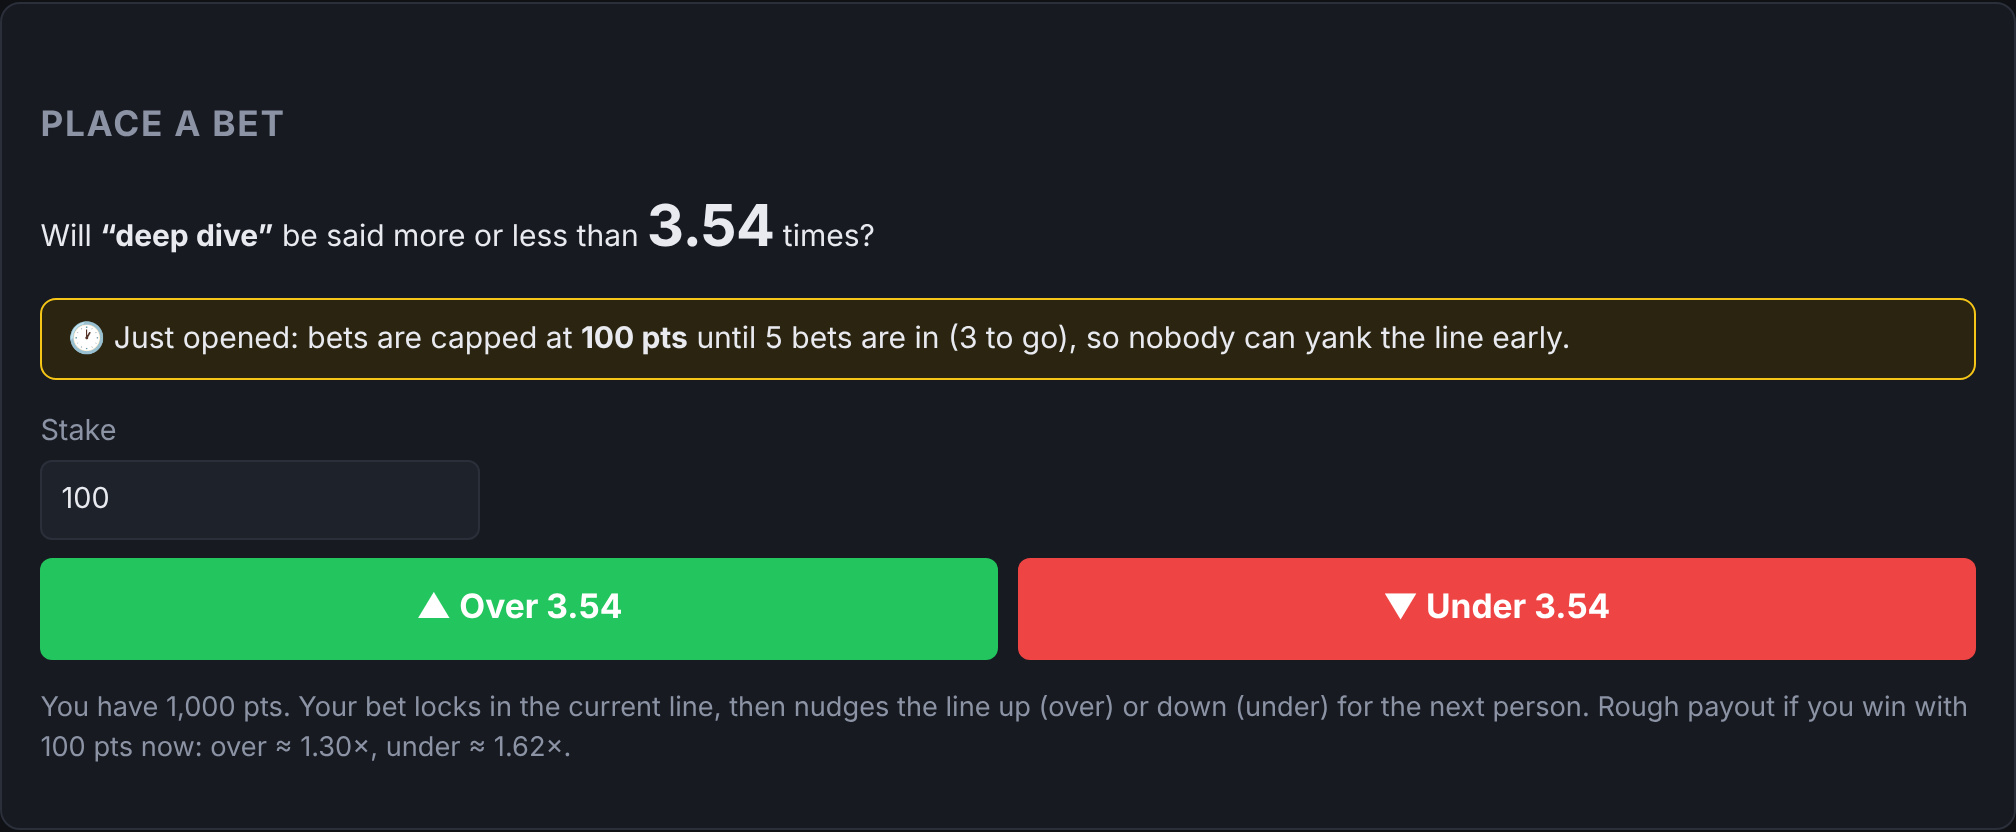 PLACE A BET
Will “deep dive” be said more or less than 3.54 times?
🕐 Just opened: bets are capped at 100 pts until 5 bets are in (3 to go), so nobody can yank the line early.
Stake
100
▲ Over 3.54
▼ Under 3.54
You have 1,000 pts. Your bet locks in the current line, then nudges the line up (over) or down (under) for the next person. Rough payout if you win with
100 pts now: over ≈ 1.30×, under ≈ 1.62×.